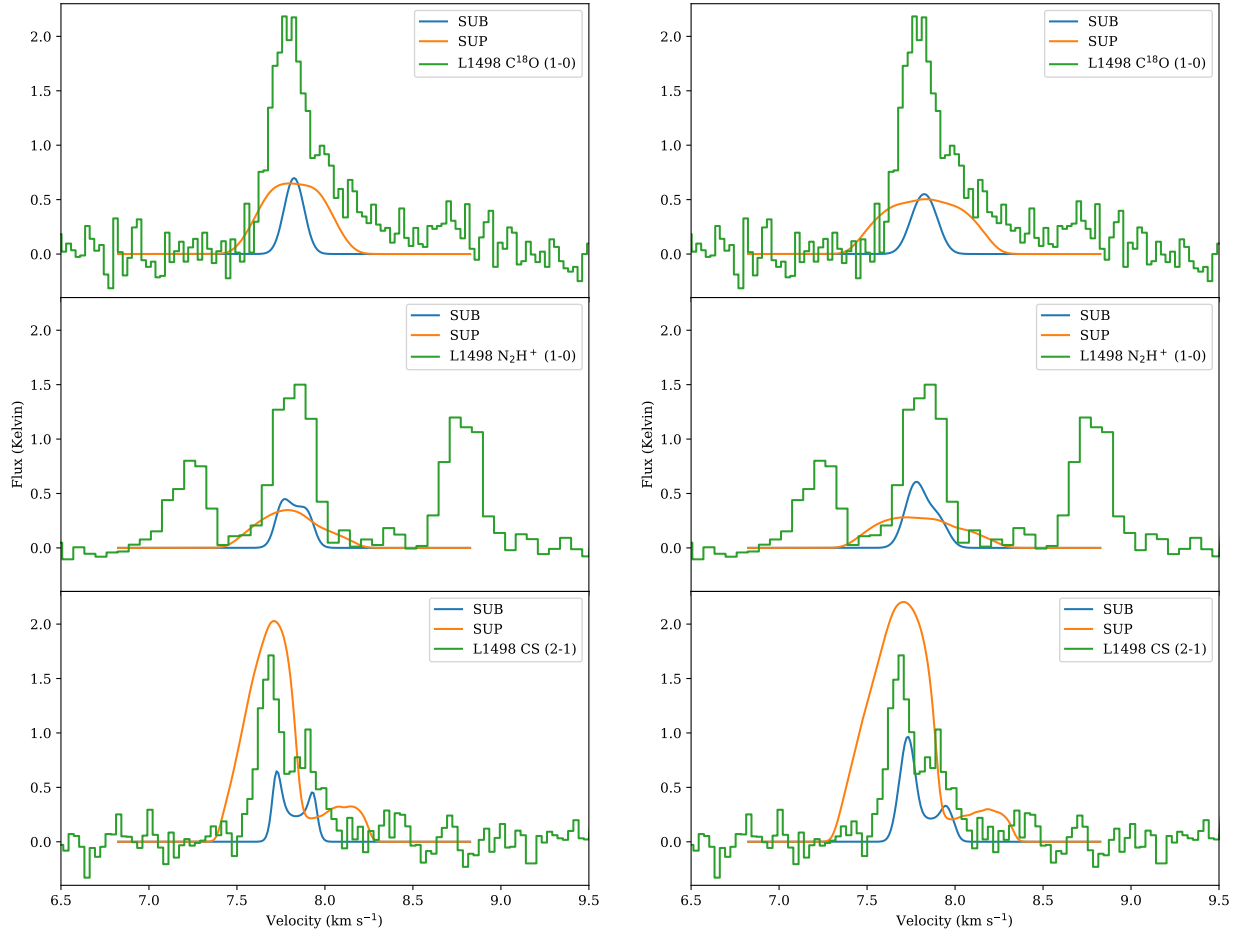 SUB
SUP
L1498 C¹⁸O (1-0)
2.0
1.5
1.0
0.5
0.0
SUB
SUP
L1498 C¹⁸O (1-0)
2.0
1.5
1.0
0.5
0.0
SUB
SUP
L1498 N₂H⁺ (1-0)
2.0
1.5
1.0
0.5
0.0
Flux (Kelvin)
SUB
SUP
L1498 N₂H⁺ (1-0)
2.0
1.5
1.0
0.5
0.0
Flux (Kelvin)
SUB
SUP
L1498 CS (2-1)
2.0
1.5
1.0
0.5
0.0
6.5 7.0 7.5 8.0 8.5 9.0 9.5
Velocity (km s⁻¹)
SUB
SUP
L1498 CS (2-1)
2.0
1.5
1.0
0.5
0.0
6.5 7.0 7.5 8.0 8.5 9.0 9.5
Velocity (km s⁻¹)